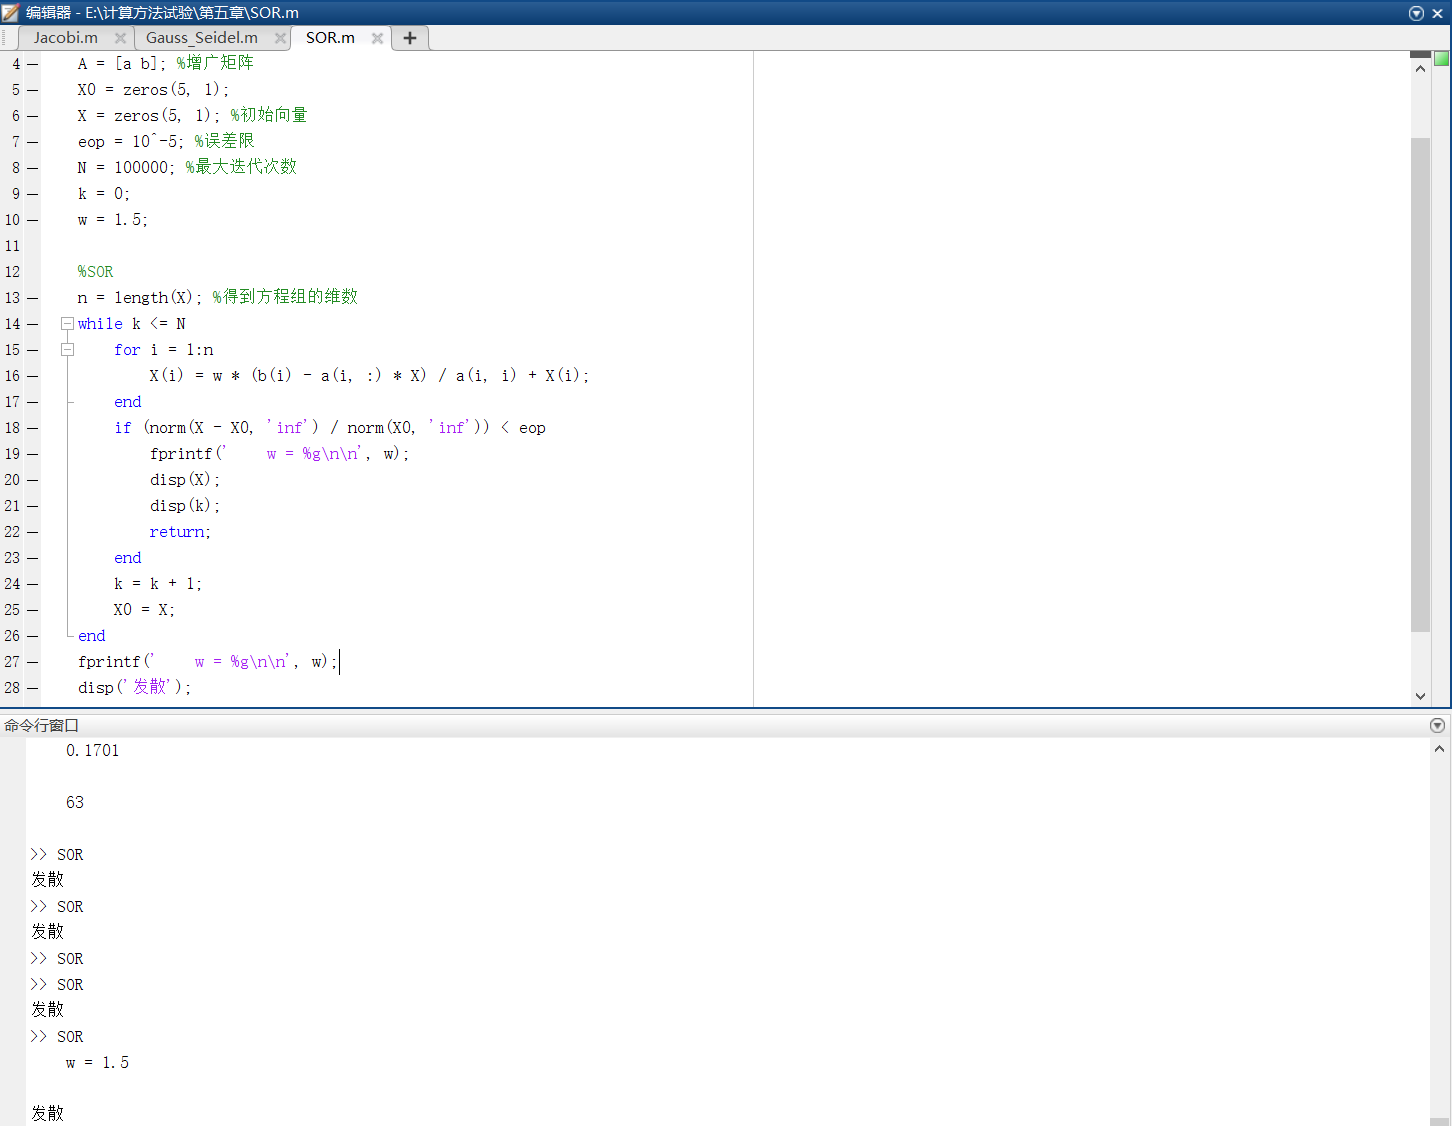 编辑器 - E:\计算方法试验\第五章\SOR.m
Jacobi.m Gauss_Seidel.m SOR.m
4 A = [a b]; %增广矩阵
5 X0 = zeros(5, 1);
6 X = zeros(5, 1); %初始向量
7 eop = 10^-5; %误差限
8 N = 100000; %最大迭代次数
9 k = 0;
10 w = 1.5;
11
12 %SOR
13 n = length(X); %得到方程组的维数
14 while k <= N
15 for i = 1:n
16 X(i) = w * (b(i) - a(i, :) * X) / a(i, i) + X(i);
17 end
18 if (norm(X - X0, 'inf') / norm(X0, 'inf')) < eop
19 fprintf('    w = %g\n\n', w);
20 disp(X);
21 disp(k);
22 return;
23 end
24 k = k + 1;
25 X0 = X;
26 end
27 fprintf('    w = %g\n\n', w);
28 disp('发散');
命令行窗口
0.1701
63
>> SOR
发散
>> SOR
发散
>> SOR
>> SOR
发散
>> SOR
w = 1.5
发散